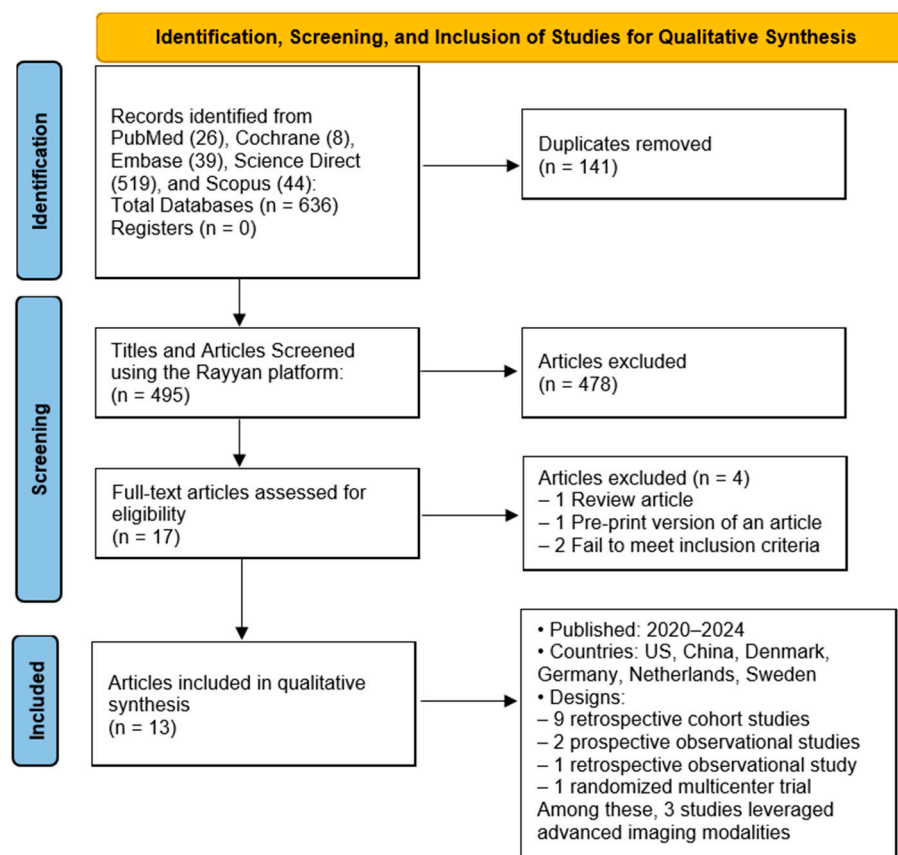 Identification, Screening, and Inclusion of Studies for Qualitative Synthesis
Identification
Records identified from
PubMed (26), Cochrane (8),
Embase (39), Science Direct
(519), and Scopus (44):
Total Databases (n = 636)
Registers (n = 0)
Duplicates removed
(n = 141)
Screening
Titles and Articles Screened
using the Rayyan platform:
(n = 495)
Articles excluded
(n = 478)
Full-text articles assessed for
eligibility
(n = 17)
Articles excluded (n = 4)
– 1 Review article
– 1 Pre-print version of an article
– 2 Fail to meet inclusion criteria
Included
Articles included in qualitative
synthesis
(n = 13)
• Published: 2020–2024
• Countries: US, China, Denmark,
Germany, Netherlands, Sweden
• Designs:
– 9 retrospective cohort studies
– 2 prospective observational studies
– 1 retrospective observational study
– 1 randomized multicenter trial
Among these, 3 studies leveraged
advanced imaging modalities